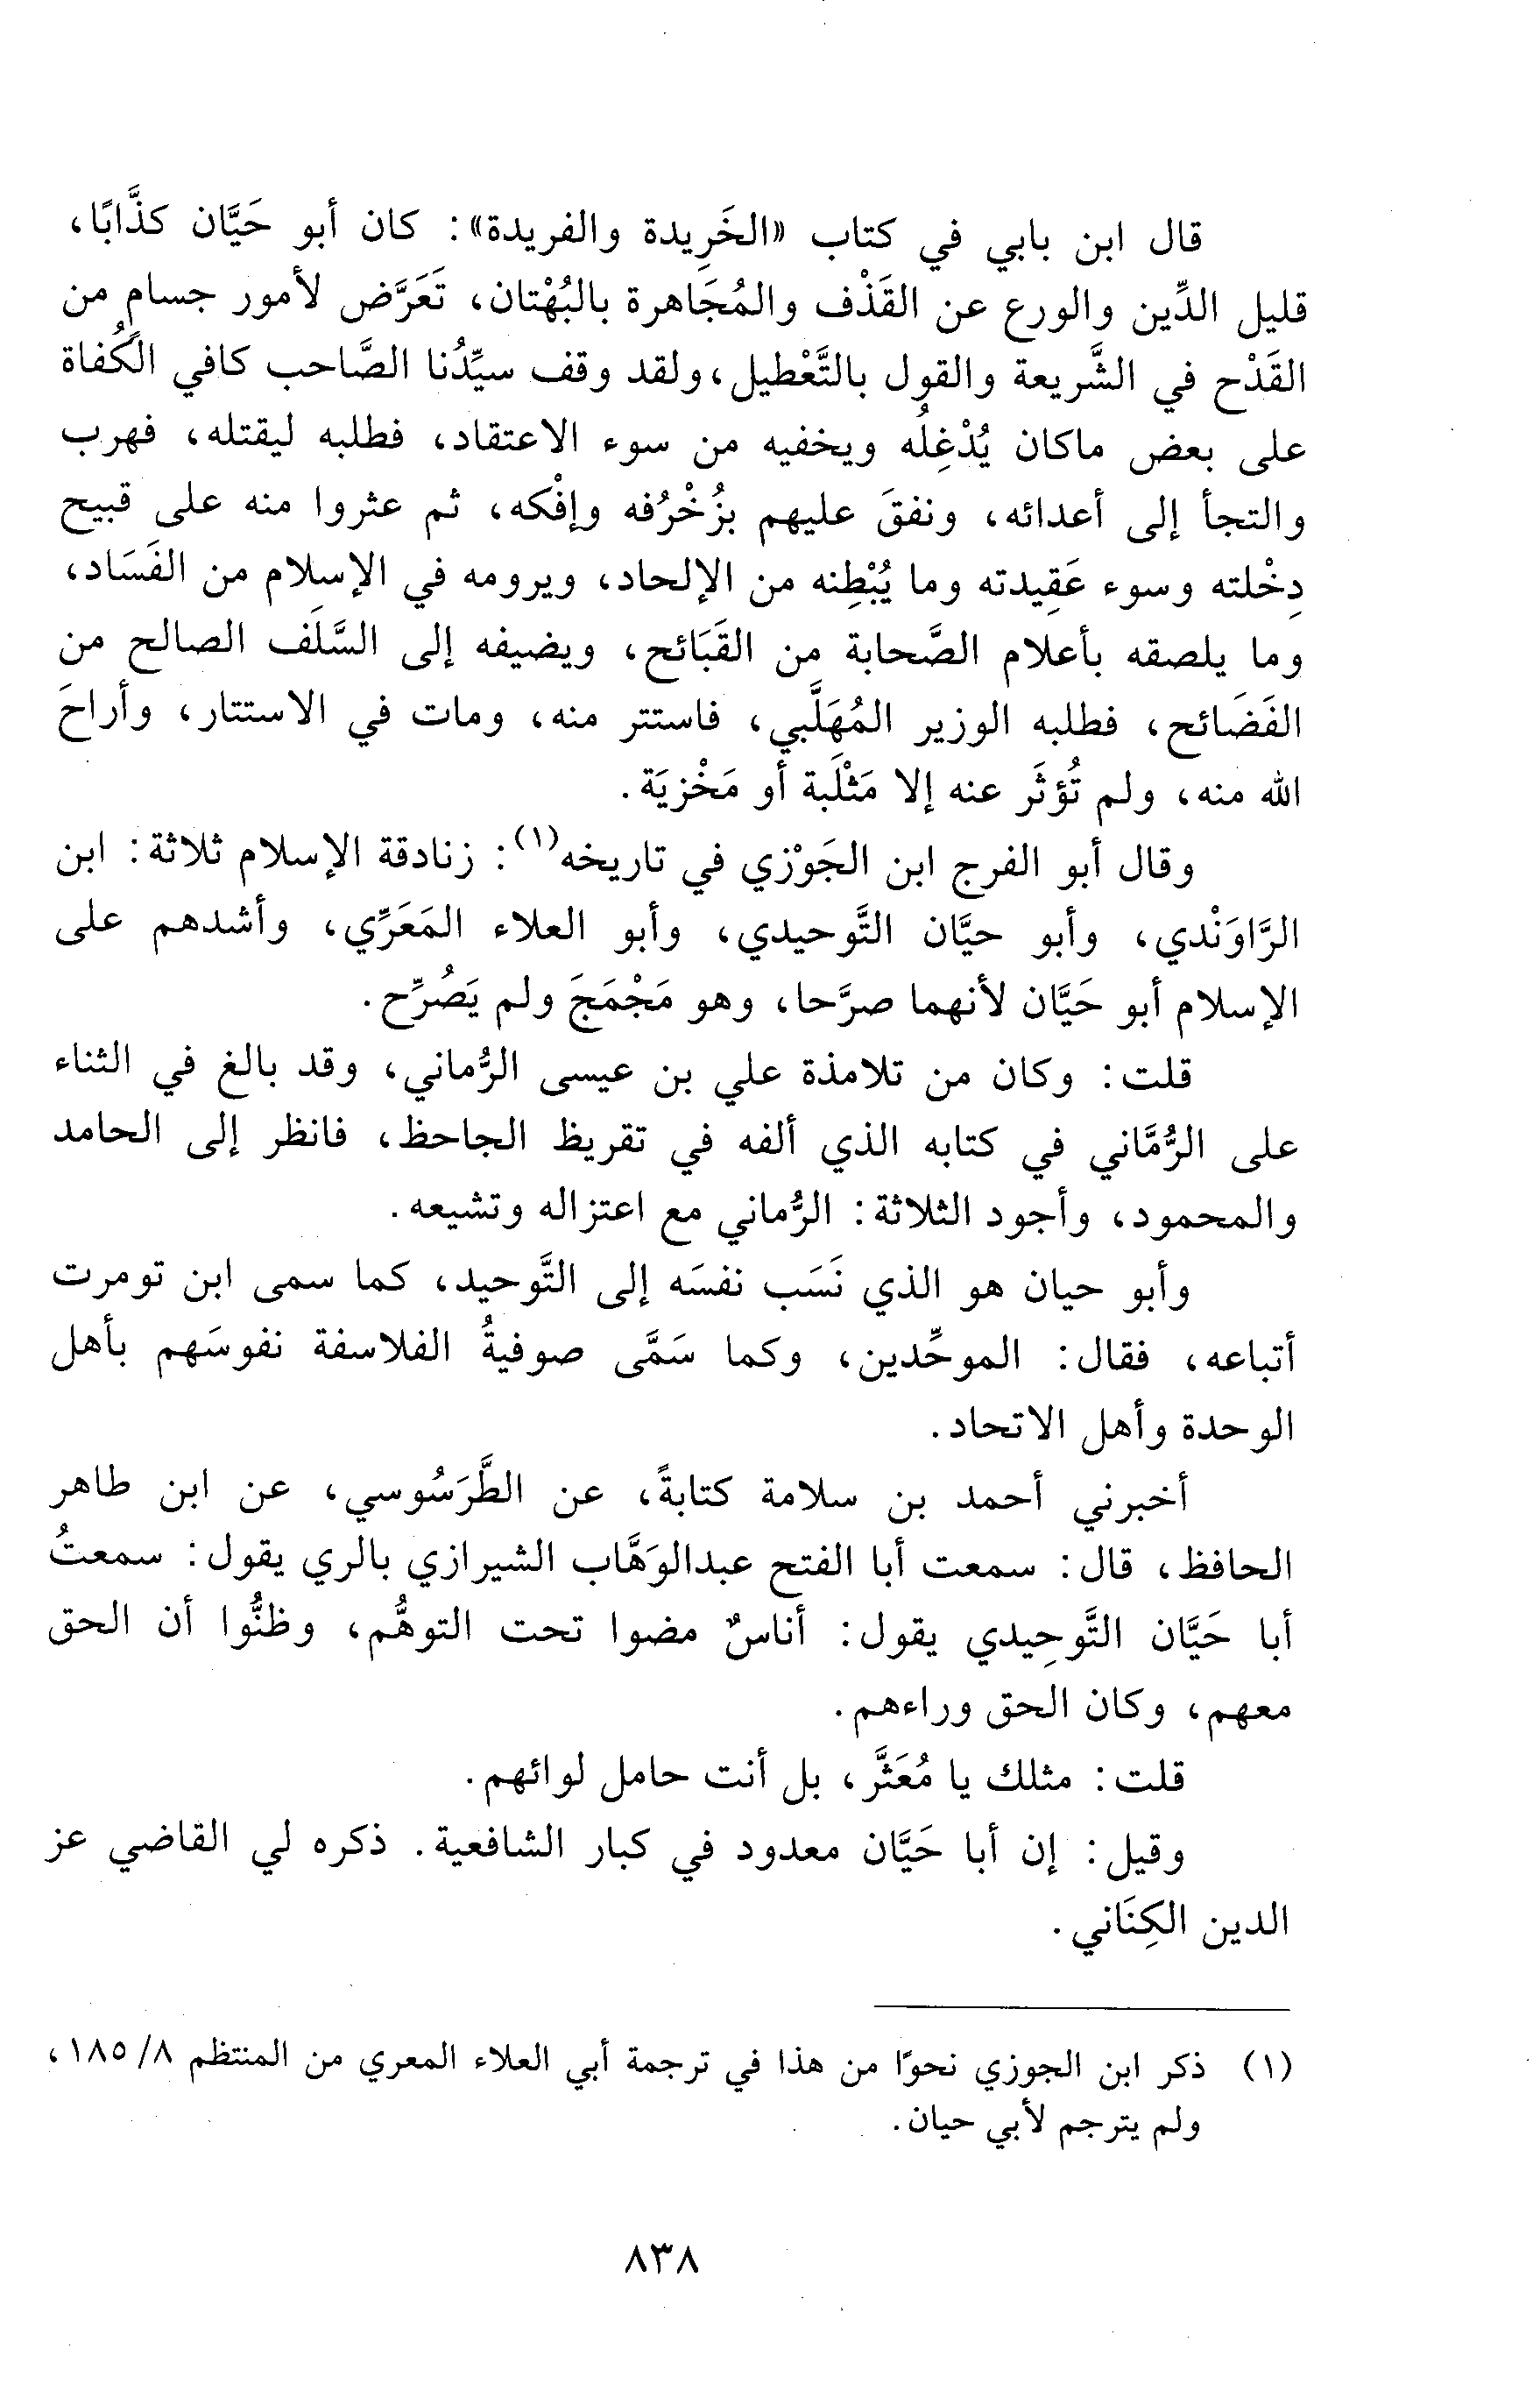 قال ابن بابي في كتاب «الخَرِيدة والفريدة»: كان أبو حَيَّان كذَّابًا،
قليل الدِّين والورع عن القَذْف والمُجَاهرة بالبُهْتان، تَعَرَّض لأمور جسام من
القَدْح في الشَّريعة والقول بالتَّعْطيل، ولقد وقف سيِّدُنا الصَّاحب كافي الكُفاة
على بعض ماكان يُدْغِلُه ويخفيه من سوء الاعتقاد، فطلبه ليقتله، فهرب
والتجأ إلى أعدائه، ونفقَ عليهم بزُخْرُفه وإفْكه، ثم عثروا منه على قبيح
دِخْلته وسوء عَقِيدته وما يُبْطِنه من الإلحاد، ويرومه في الإسلام من الفَسَاد،
وما يلصقه بأعلام الصَّحابة من القَبَائح، ويضيفه إلى السَّلَف الصالح من
الفَضَائح، فطلبه الوزير المُهَلَّبي، فاستتر منه، ومات في الاستتار، وأراحَ
الله منه، ولم تُؤثَر عنه إلا مَثْلَبة أو مَخْزيَة.
وقال أبو الفرج ابن الجَوْزي في تاريخه(١): زنادقة الإسلام ثلاثة: ابن
الرَّاوَنْدي، وأبو حيَّان التَّوحيدي، وأبو العلاء المَعَرِّي، وأشدهم على
الإسلام أبو حَيَّان لأنهما صرَّحا، وهو مَجْمَجَ ولم يَصُرِّح.
قلت: وكان من تلامذة علي بن عيسى الرُّماني، وقد بالغ في الثناء
على الرُّمَّاني في كتابه الذي ألفه في تقريظ الجاحظ، فانظر إلى الحامد
والمحمود، وأجود الثلاثة: الرُّماني مع اعتزاله وتشيعه.
وأبو حيان هو الذي نَسَب نفسَه إلى التَّوحيد، كما سمى ابن تومرت
أتباعه، فقال: الموحِّدين، وكما سَمَّى صوفيةُ الفلاسفة نفوسَهم بأهل
الوحدة وأهل الاتحاد.
أخبرني أحمد بن سلامة كتابةً، عن الطَّرَسُوسي، عن ابن طاهر
الحافظ، قال: سمعت أبا الفتح عبدالوَهَّاب الشيرازي بالري يقول: سمعتُ
أبا حَيَّان التَّوحِيدي يقول: أناسٌ مضوا تحت التوهُّم، وظنُّوا أن الحق
معهم، وكان الحق وراءهم.
قلت: مثلك يا مُعَثَّر، بل أنت حامل لوائهم.
وقيل: إن أبا حَيَّان معدود في كبار الشافعية. ذكره لي القاضي عز
الدين الكِنَاني.
(١) ذكر ابن الجوزي نحوًا من هذا في ترجمة أبي العلاء المعري من المنتظم ٨/ ١٨٥،
ولم يترجم لأبي حيان.
٨٣٨